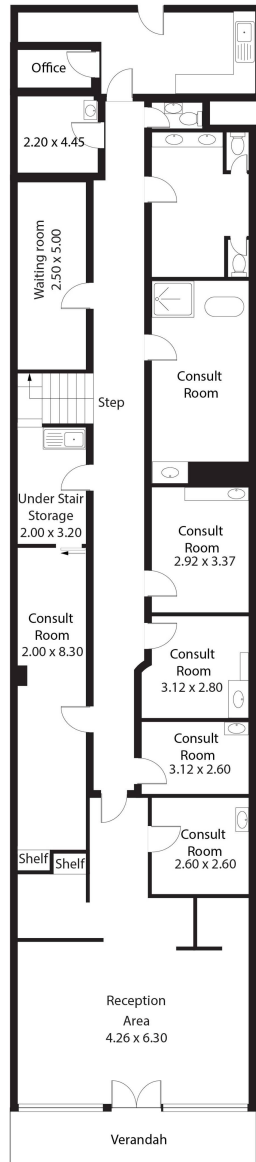 Office
2.20 x 4.45
Waiting room
2.50 x 5.00
Consult
Room
Step
Under Stair
Storage
2.00 x 3.20
Consult
Room
2.92 x 3.37
Consult
Room
2.00 x 8.30
Consult
Room
3.12 x 2.80
Consult
Room
3.12 x 2.60
Consult
Room
2.60 x 2.60
Shelf
Shelf
Reception
Area
4.26 x 6.30
Verandah